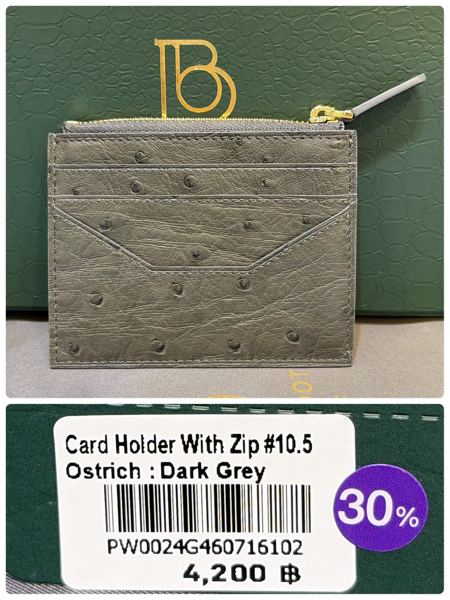 B
Card Holder With Zip #10.5
Ostrich : Dark Grey
30%
PW0024G460716102
4,200 ฿